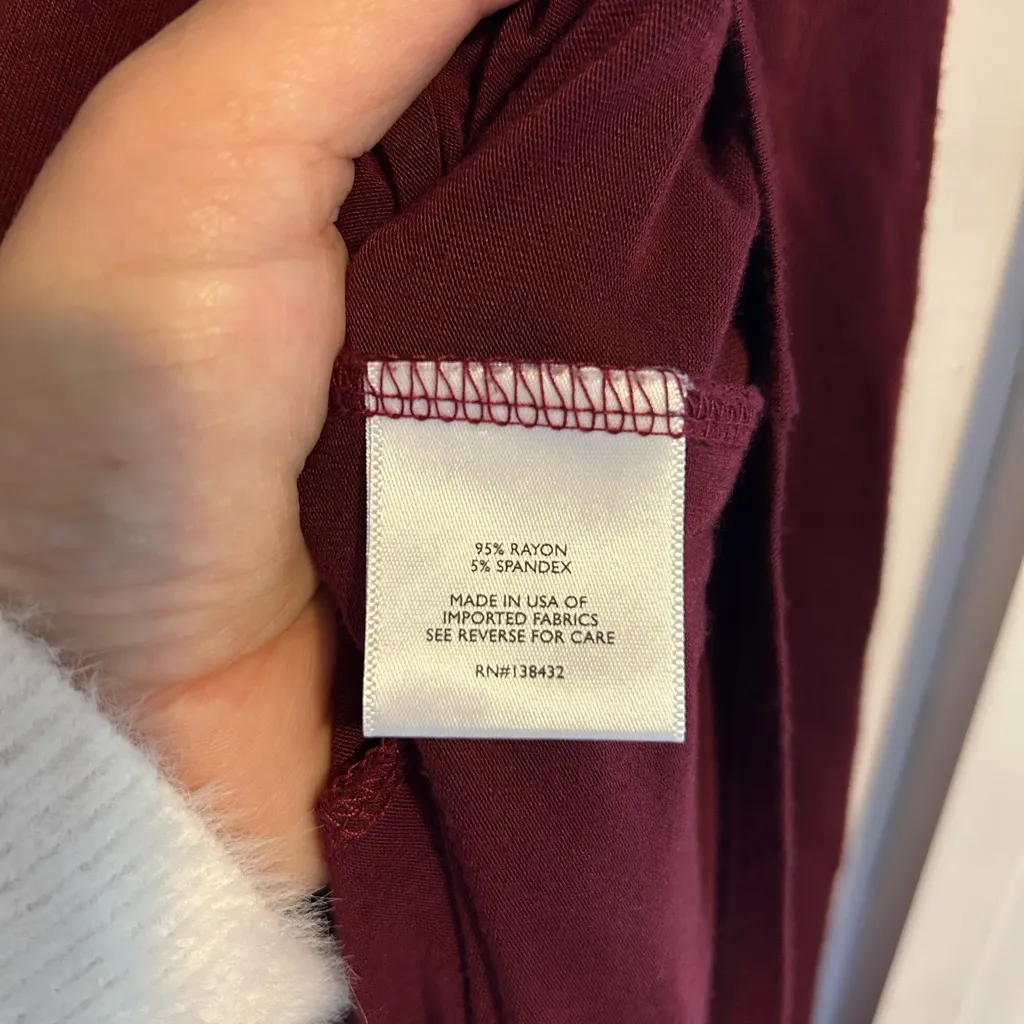 95% RAYON
5% SPANDEX
MADE IN USA OF
IMPORTED FABRICS
SEE REVERSE FOR CARE
RN#138432